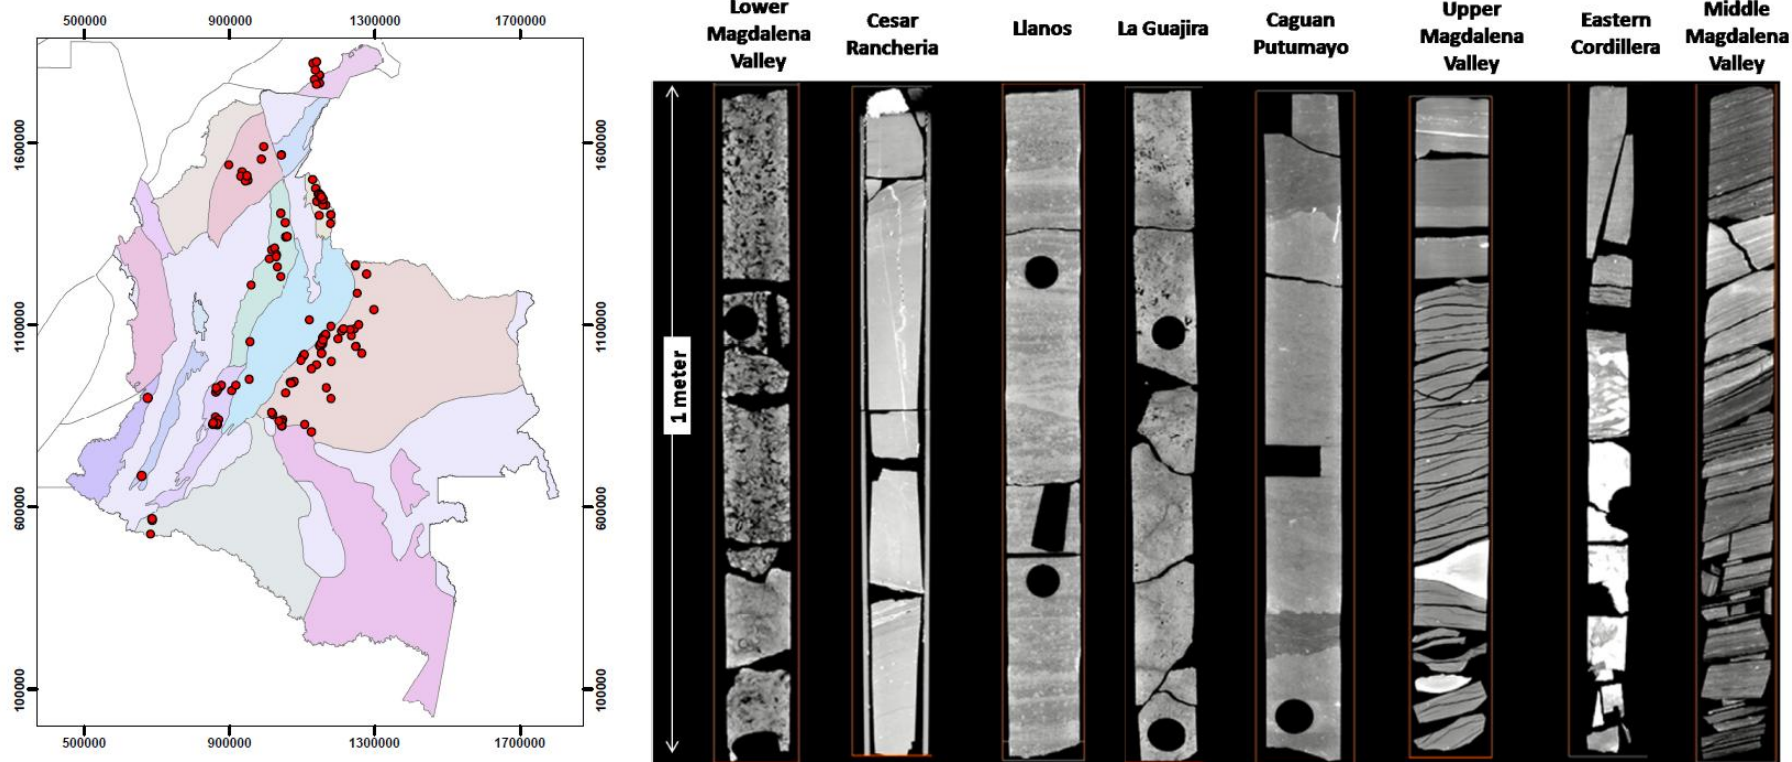 500000 900000 1300000 1700000
1600000 1600000
1100000 1100000
600000 600000
100000 100000
500000 900000 1300000 1700000
Lower
Magdalena
Valley
Cesar
Rancheria
Llanos
La Guajira
Caguan
Putumayo
Upper
Magdalena
Valley
Eastern
Cordillera
Middle
Magdalena
Valley
1 meter